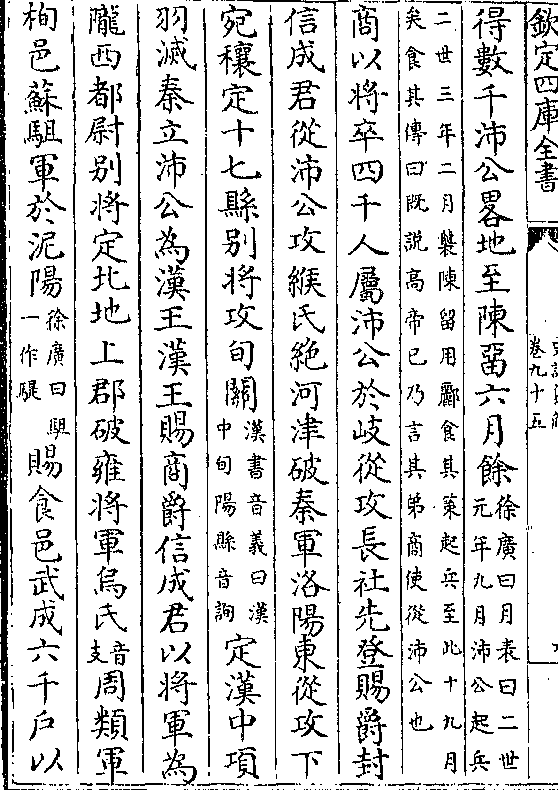 欽定四庫全書
卷九十五
得數千沛公畧地至陳留六月餘徐廣曰月表曰二世元年九月沛公起兵
二世三年二月襲陳留用酈食其策起兵至此十九月
矣食其傳曰既説高帝已乃言其弟商使從沛公也
商以將卒四千人屬沛公於岐從攻長社先登賜爵封
信成君從沛公攻緱氏絶河津破秦軍洛陽東從攻下
宛穰定十七縣别將攻旬關漢書音義曰漢中旬陽縣音詢定漢中項
羽滅秦立沛公為漢王漢王賜商爵信成君以將軍為
隴西都尉别將定北地上郡破雍將軍烏氏音支周類軍
栒邑蘇駔軍於泥陽徐廣曰駔一作騠賜食邑武成六千户以